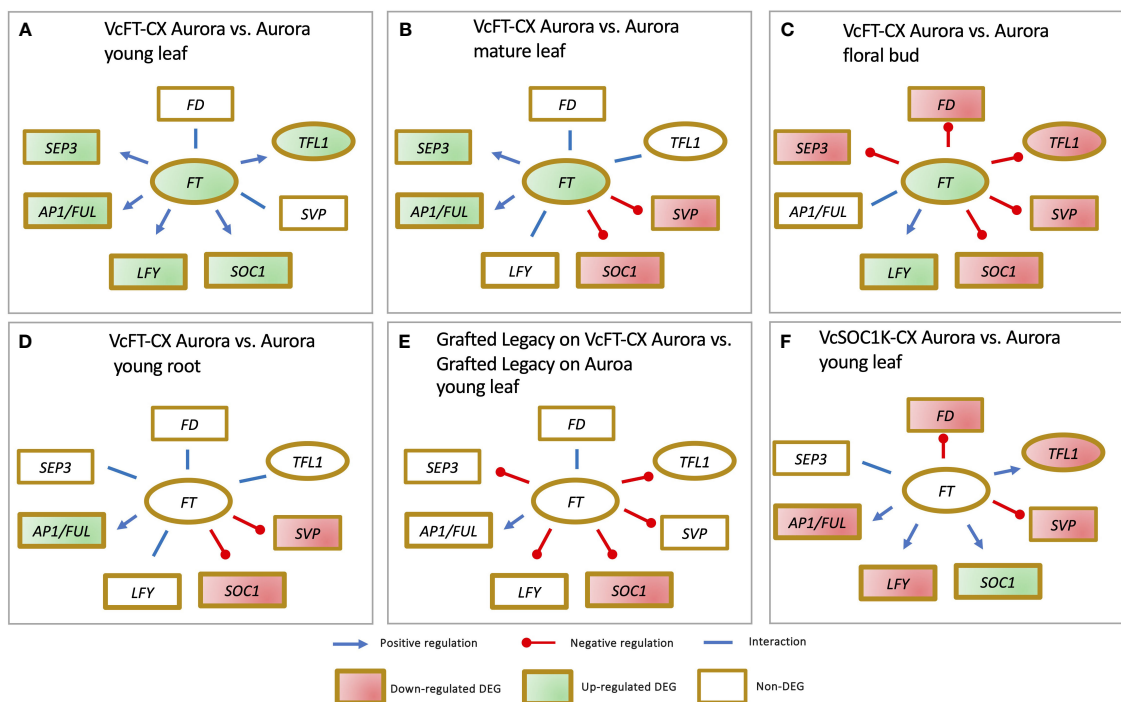 A
VcFT-CX Aurora vs. Aurora
young leaf
FD
SEP3
TFL1
FT
AP1/FUL
SVP
LFY
SOC1
B
VcFT-CX Aurora vs. Aurora
mature leaf
FD
SEP3
TFL1
FT
AP1/FUL
SVP
LFY
SOC1
C
VcFT-CX Aurora vs. Aurora
floral bud
FD
SEP3
TFL1
FT
AP1/FUL
SVP
LFY
SOC1
D
VcFT-CX Aurora vs. Aurora
young root
FD
SEP3
TFL1
FT
AP1/FUL
SVP
LFY
SOC1
E
Grafted Legacy on VcFT-CX Aurora vs.
Grafted Legacy on Auroa
young leaf
FD
SEP3
TFL1
FT
AP1/FUL
SVP
LFY
SOC1
F
VcSOC1K-CX Aurora vs. Aurora
young leaf
FD
SEP3
TFL1
FT
AP1/FUL
SVP
LFY
SOC1
Positive regulation
Negative regulation
Interaction
Down-regulated DEG
Up-regulated DEG
Non-DEG